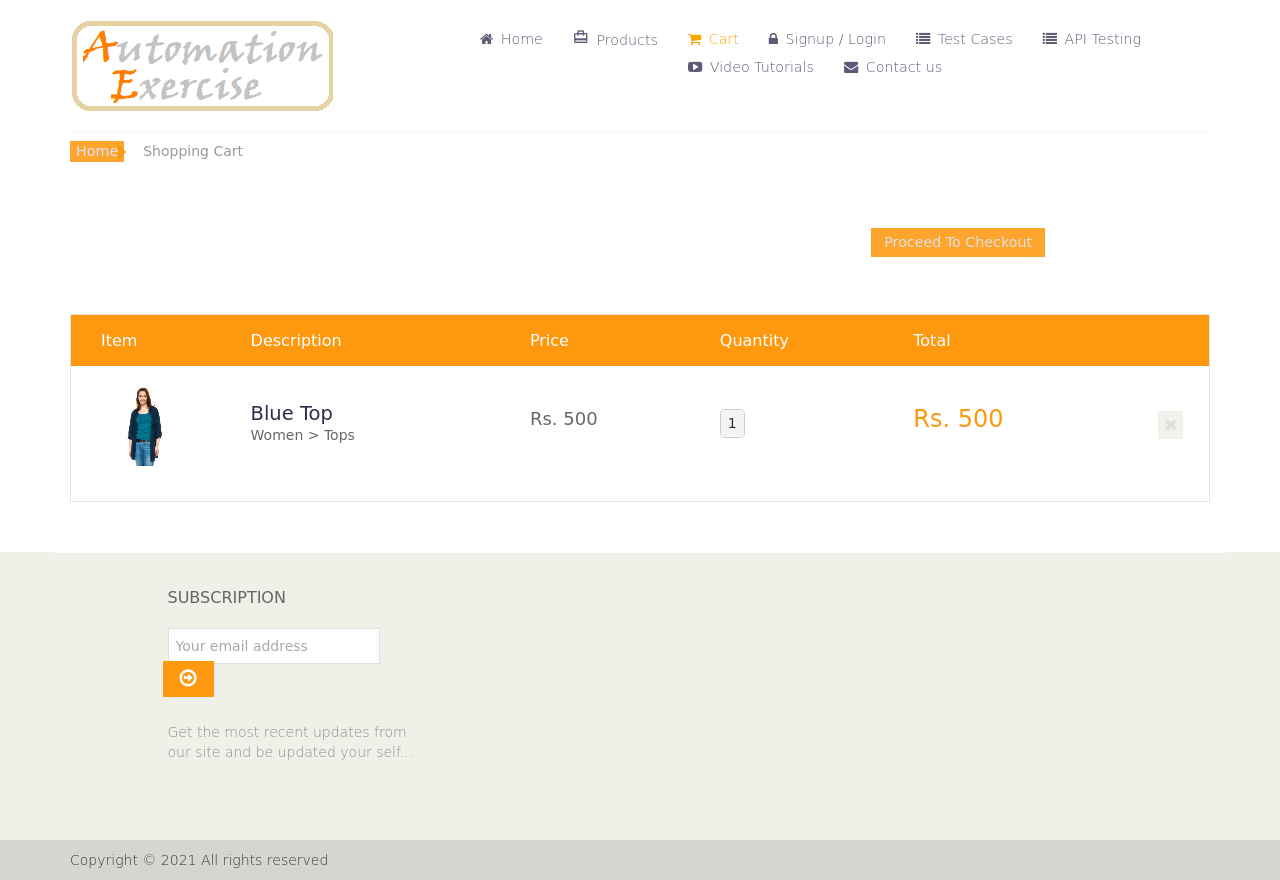 Automation
Exercise
Home
Products
Cart
Signup / Login
Test Cases
API Testing
Video Tutorials
Contact us
Home
Shopping Cart
Proceed To Checkout
Item Description Price Quantity Total
Blue Top
Women > Tops
Rs. 500
1
Rs. 500
SUBSCRIPTION
Your email address
Get the most recent updates from
our site and be updated your self...
Copyright © 2021 All rights reserved